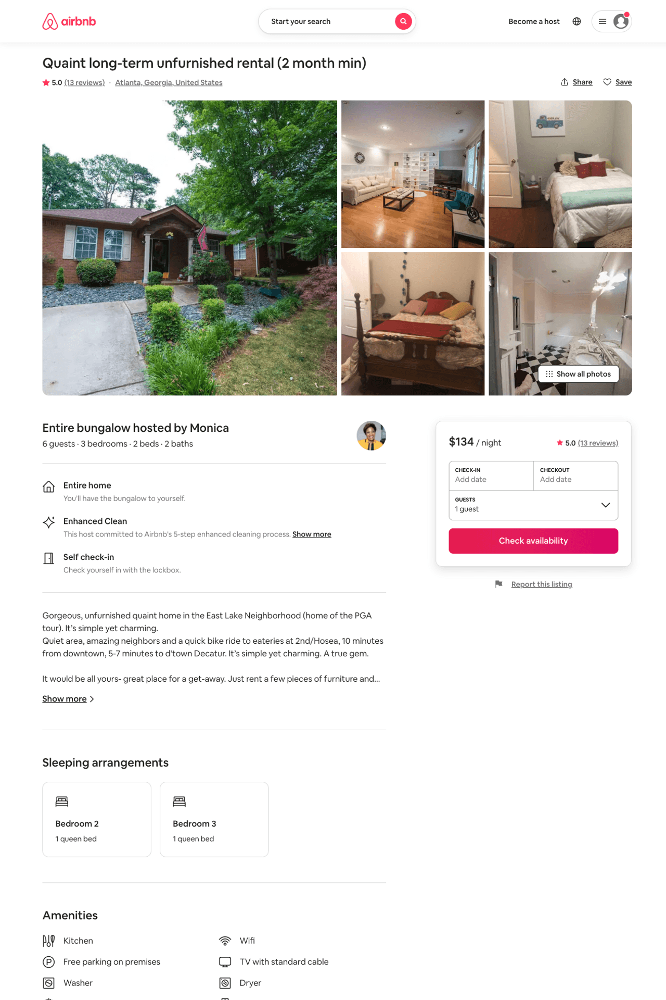 airbnb
Start your search
Become a host
Quaint long-term unfurnished rental (2 month min)
5.0 (13 reviews) · Atlanta, Georgia, United States
Share
Save
Show all photos
Entire bungalow hosted by Monica
6 guests · 3 bedrooms · 2 beds · 2 baths
$134 / night
5.0 (13 reviews)
CHECK-IN
Add date
CHECKOUT
Add date
GUESTS
1 guest
Check availability
Report this listing
Entire home
You'll have the bungalow to yourself.
Enhanced Clean
This host committed to Airbnb's 5-step enhanced cleaning process. Show more
Self check-in
Check yourself in with the lockbox.
Gorgeous, unfurnished quaint home in the East Lake Neighborhood (home of the PGA
tour). It’s simple yet charming.
Quiet area, amazing neighbors and a quick bike ride to eateries at 2nd/Hosea, 10 minutes
from downtown, 5-7 minutes to d'town Decatur. It’s simple yet charming. A true gem.
It would be all yours- great place for a get-away. Just rent a few pieces of furniture and...
Show more
Sleeping arrangements
Bedroom 2
1 queen bed
Bedroom 3
1 queen bed
Amenities
Kitchen
Wifi
Free parking on premises
TV with standard cable
Washer
Dryer